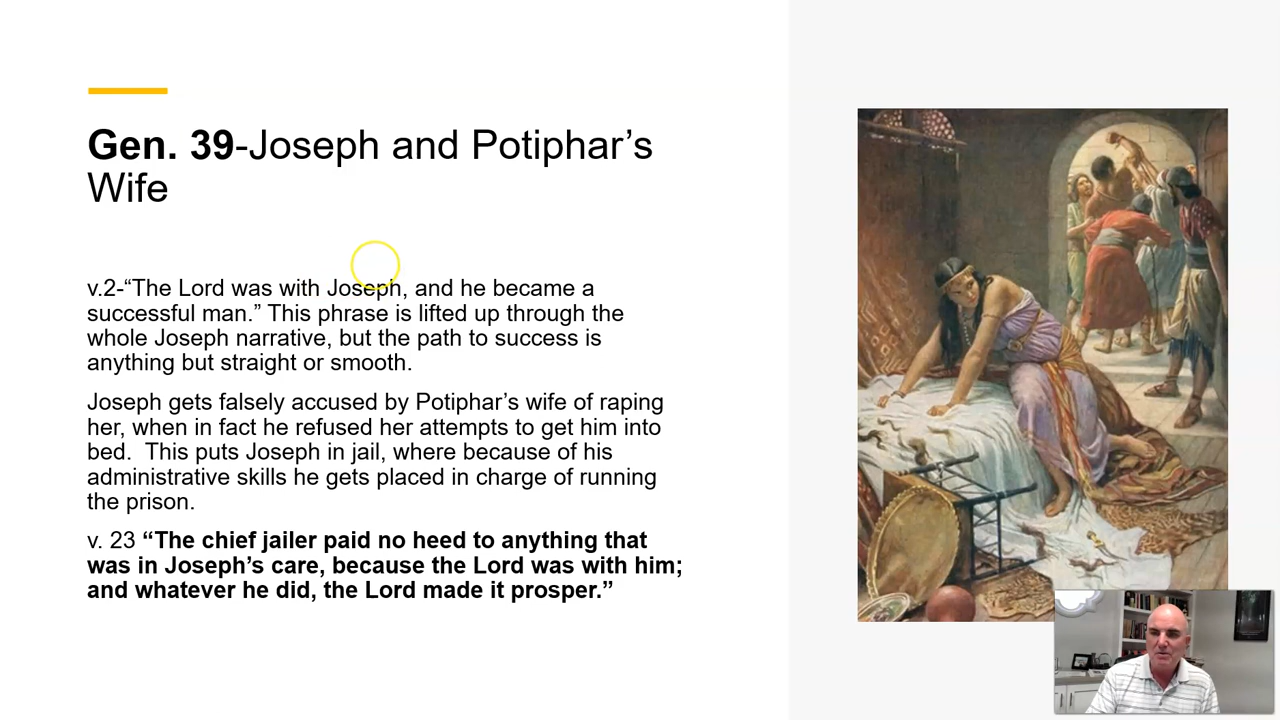 Gen. 39-Joseph and Potiphar’s
Wife
v.2-“The Lord was with Joseph, and he became a
successful man.” This phrase is lifted up through the
whole Joseph narrative, but the path to success is
anything but straight or smooth.
Joseph gets falsely accused by Potiphar’s wife of raping
her, when in fact he refused her attempts to get him into
bed.  This puts Joseph in jail, where because of his
administrative skills he gets placed in charge of running
the prison.
v. 23 “The chief jailer paid no heed to anything that
was in Joseph’s care, because the Lord was with him;
and whatever he did, the Lord made it prosper.”